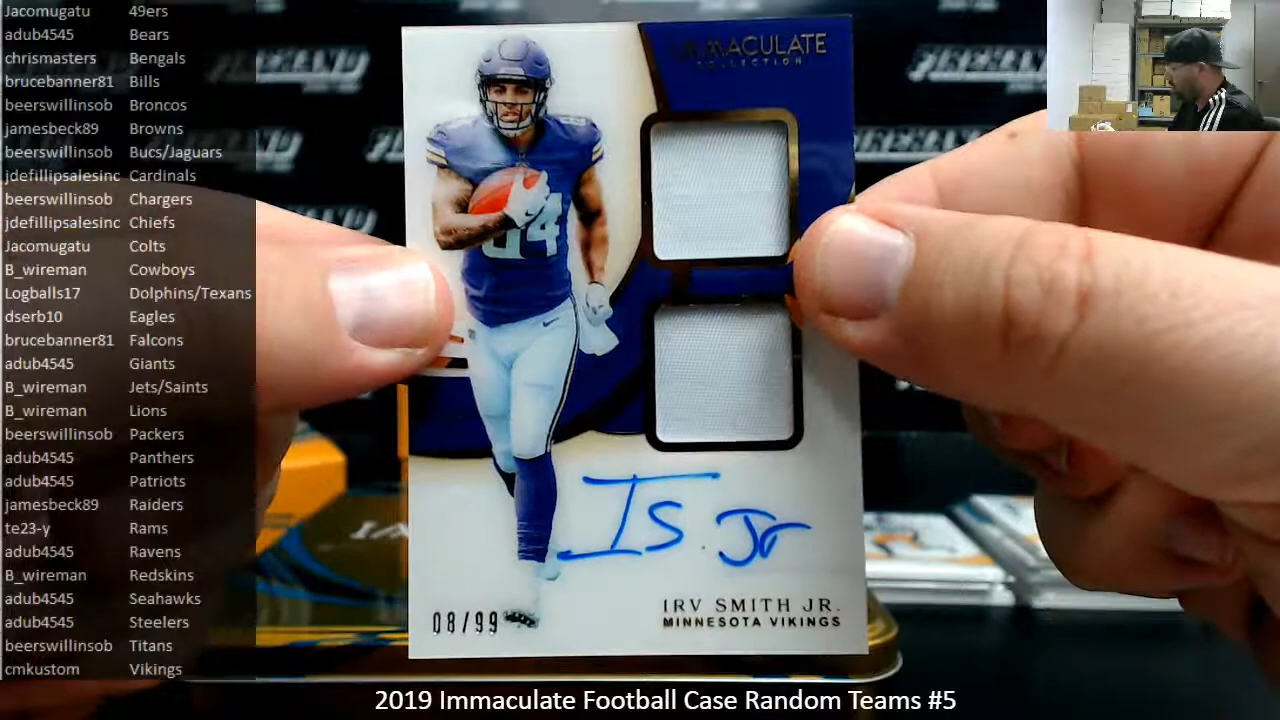 Jacomugatu 49ers
adub4545 Bears
chrismasters Bengals
brucebanner81 Bills
beerswillinsob Broncos
jamesbeck89 Browns
beerswillinsob Bucs/Jaguars
jdefillipsalesinc Cardinals
beerswillinsob Chargers
jdefillipsalesinc Chiefs
Jacomugatu Colts
B_wireman Cowboys
Logballs17 Dolphins/Texans
dserb10 Eagles
brucebanner81 Falcons
adub4545 Giants
B_wireman Jets/Saints
B_wireman Lions
beerswillinsob Packers
adub4545 Panthers
adub4545 Patriots
jamesbeck89 Raiders
te23-y Rams
adub4545 Ravens
B_wireman Redskins
adub4545 Seahawks
adub4545 Steelers
beerswillinsob Titans
cmkustom Vikings
IMMACULATE
COLLECTION
84
IS. Jr
08/99
IRV SMITH JR.
MINNESOTA VIKINGS
2019 Immaculate Football Case Random Teams #5